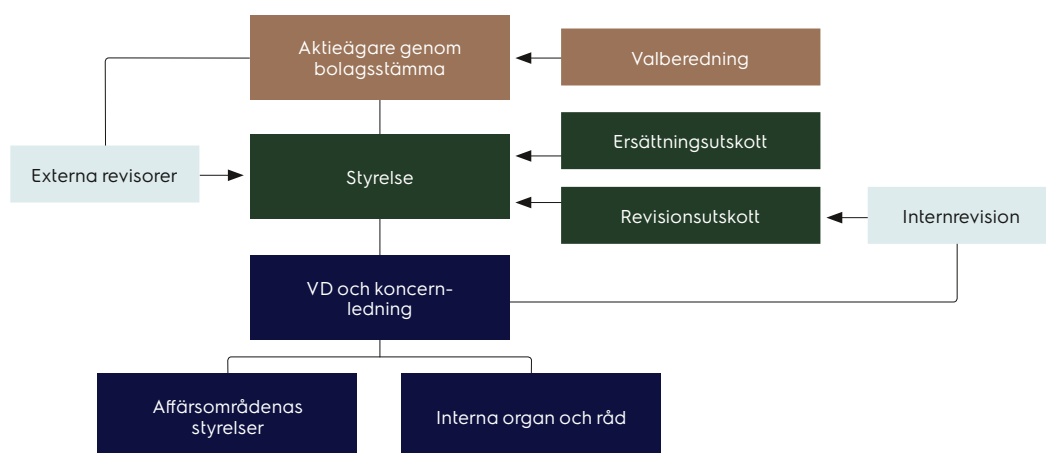 Aktieägare genom
bolagsstämma
Valberedning
Ersättningsutskott
Externa revisorer
Styrelse
Revisionsutskott
Internrevision
VD och koncern-
ledning
Affärsområdenas
styrelser
Interna organ och råd